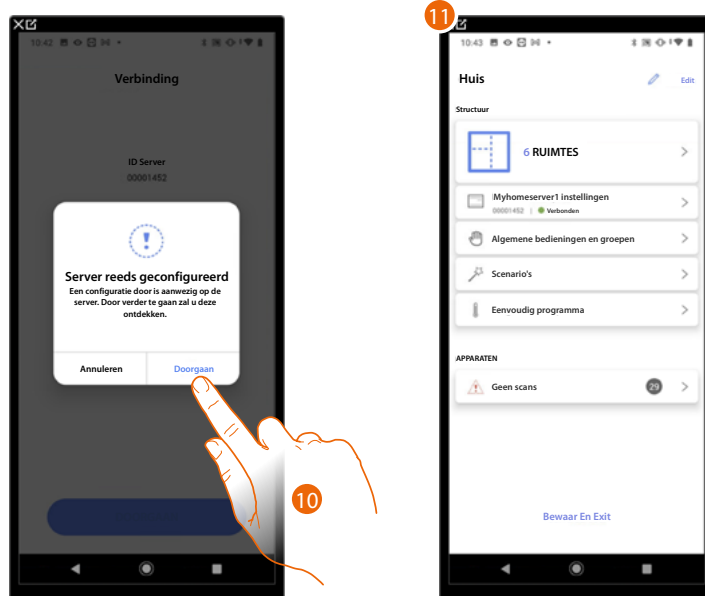 10:42
Verbinding
ID Server
00001452
Server reeds geconfigureerd
Een configuratie door is aanwezig op de
server. Door verder te gaan zal u deze
ontdekken.
Annuleren Doorgaan
10
11
10:43
Huis Edit
Structuur
6 RUIMTES
Myhomeserver1 instellingen
00001452 | Verbonden
Algemene bedieningen en groepen
Scenario's
Eenvoudig programma
APPARATEN
Geen scans 29
Bewaar En Exit